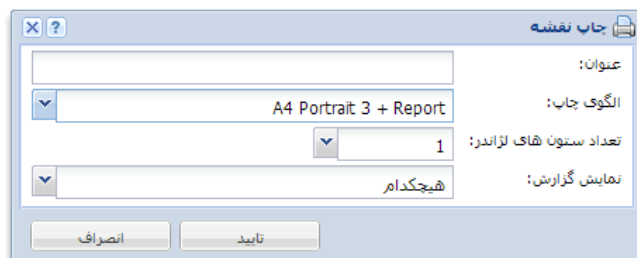 چاپ نقشه
عنوان:
الگوی چاپ: A4 Portrait 3 + Report
تعداد ستون های لژاندر: 1
نمایش گزارش: هیچکدام
تایید انصراف